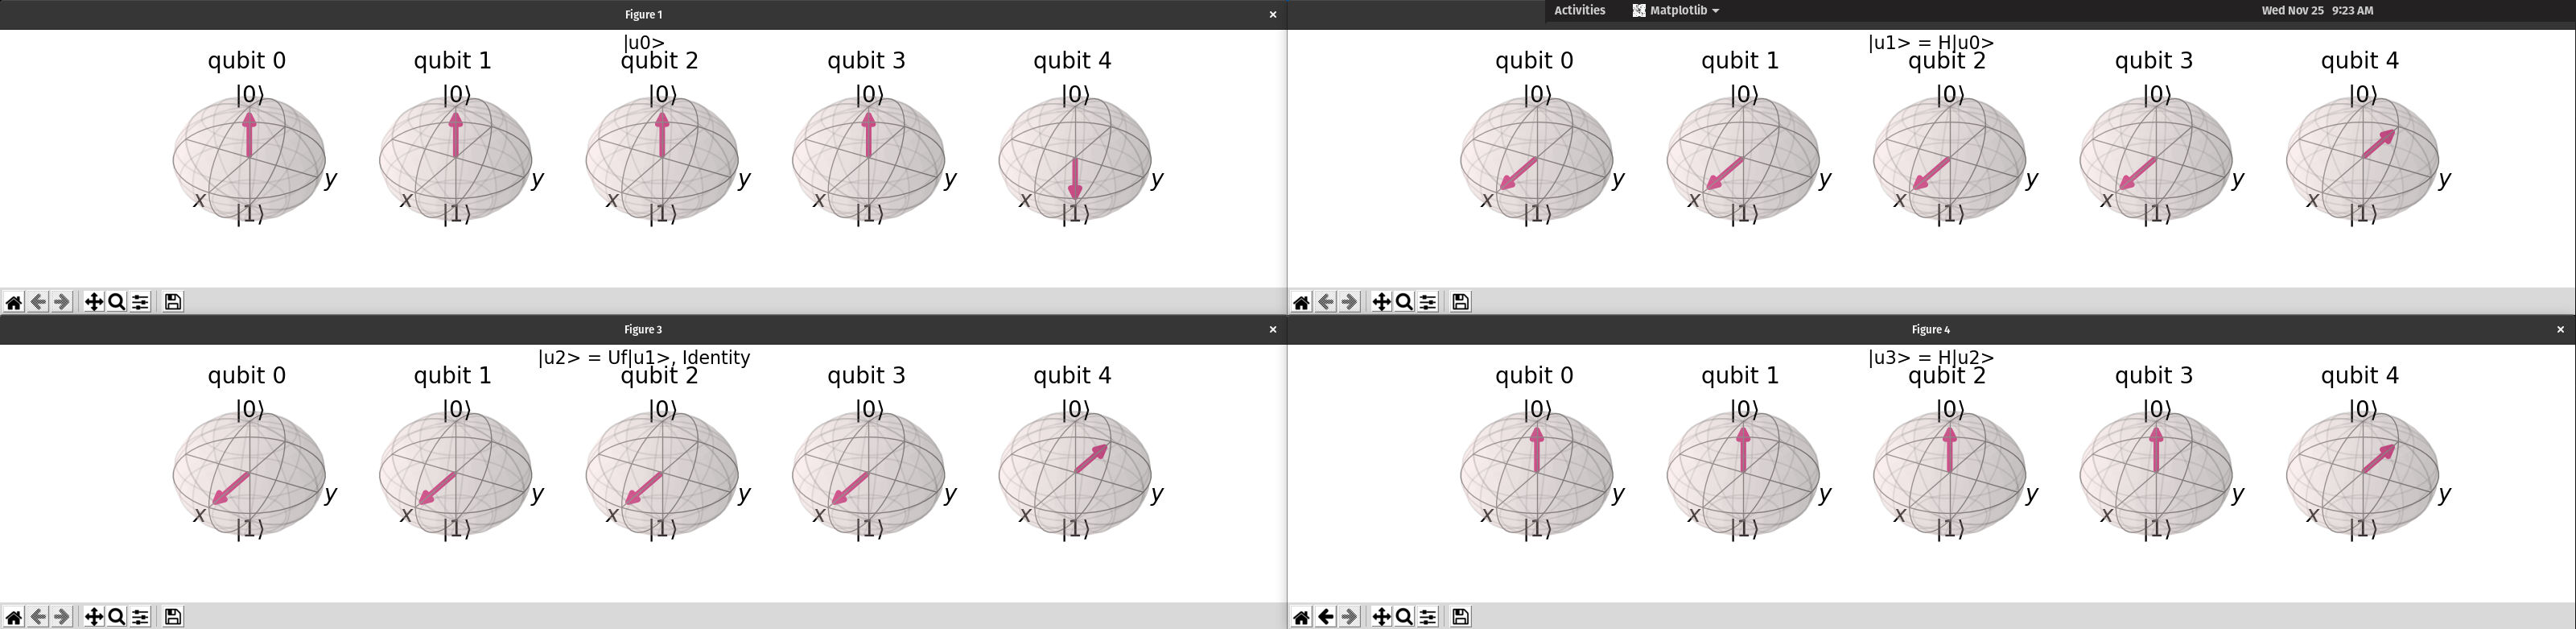 Figure 1
Activities Matplotlib Wed Nov 25 9:23 AM
|u0>
qubit 0 qubit 1 qubit 2 qubit 3 qubit 4
|0⟩ |0⟩ |0⟩ |0⟩ |0⟩
y y y y y
x x x x x
|1⟩ |1⟩ |1⟩ |1⟩ |1⟩
|u1> = H|u0>
qubit 0 qubit 1 qubit 2 qubit 3 qubit 4
|0⟩ |0⟩ |0⟩ |0⟩ |0⟩
y y y y y
x x x x x
|1⟩ |1⟩ |1⟩ |1⟩ |1⟩
Figure 3
|u2> = Uf|u1>, Identity
qubit 0 qubit 1 qubit 2 qubit 3 qubit 4
|0⟩ |0⟩ |0⟩ |0⟩ |0⟩
y y y y y
x x x x x
|1⟩ |1⟩ |1⟩ |1⟩ |1⟩
Figure 4
|u3> = H|u2>
qubit 0 qubit 1 qubit 2 qubit 3 qubit 4
|0⟩ |0⟩ |0⟩ |0⟩ |0⟩
y y y y y
x x x x x
|1⟩ |1⟩ |1⟩ |1⟩ |1⟩